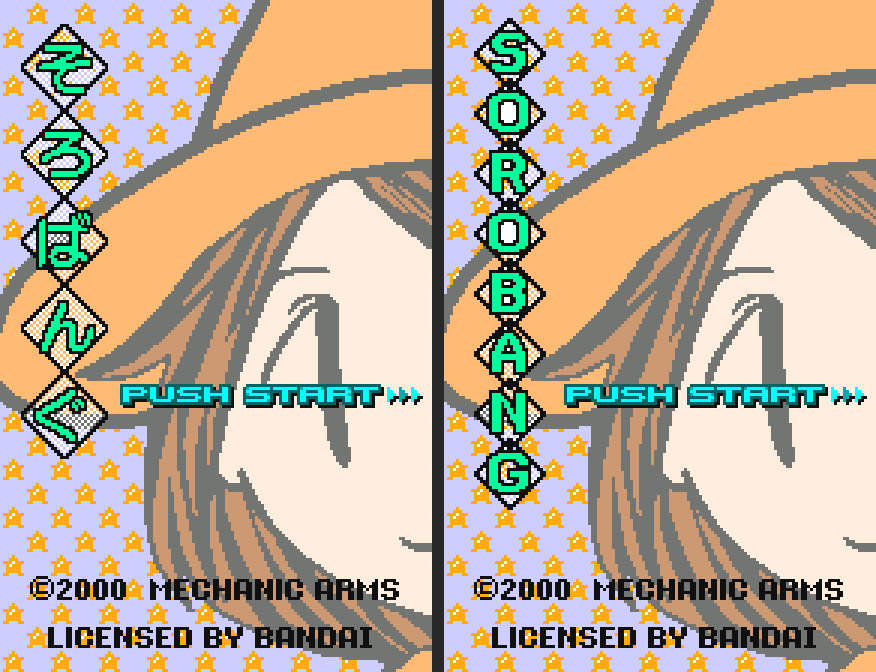 そろばんぐ
PUSH START
©2000 MECHANIC ARMS
LICENSED BY BANDAI
SOROBANG
PUSH START
©2000 MECHANIC ARMS
LICENSED BY BANDAI